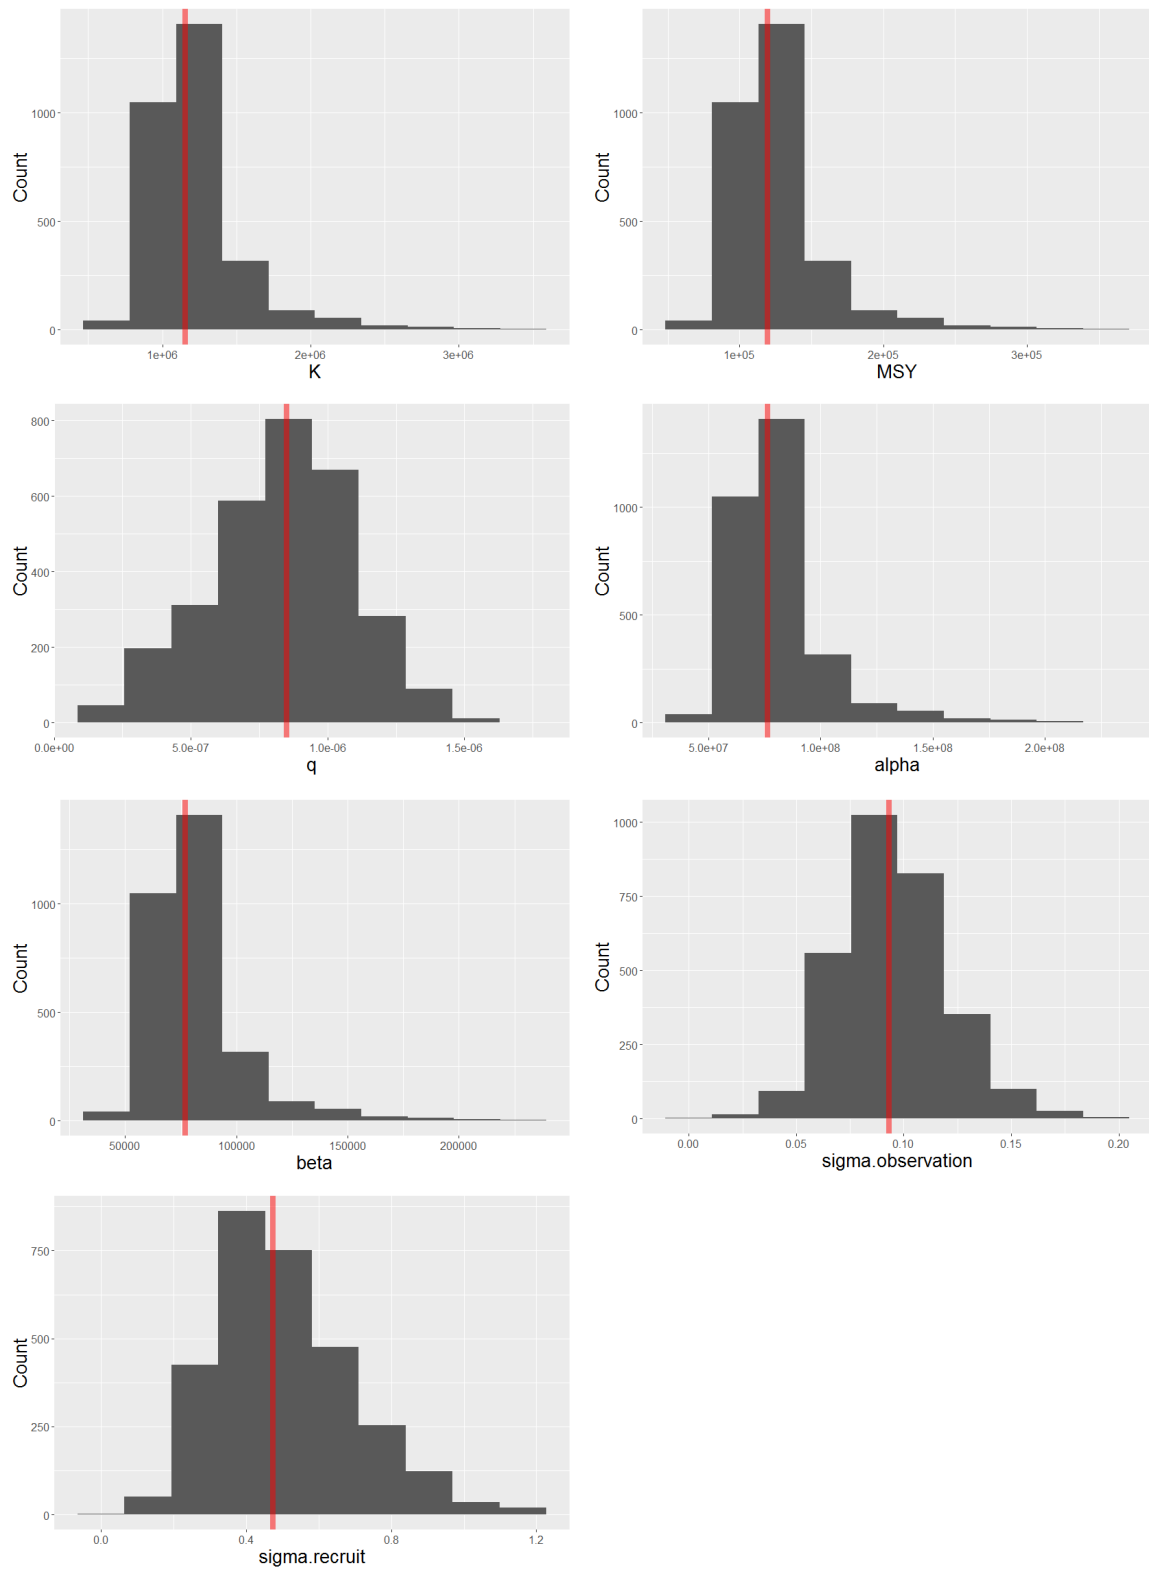 Count
1000
500
0
1e+06 2e+06 3e+06
K
Count
1000
500
0
1e+05 2e+05 3e+05
MSY
Count
800
600
400
200
0
0.0e+00 5.0e-07 1.0e-06 1.5e-06
q
Count
1000
500
0
5.0e+07 1.0e+08 1.5e+08 2.0e+08
alpha
Count
1000
500
0
50000 100000 150000 200000
beta
Count
1000
750
500
250
0
0.00 0.05 0.10 0.15 0.20
sigma.observation
Count
750
500
250
0
0.0 0.4 0.8 1.2
sigma.recruit